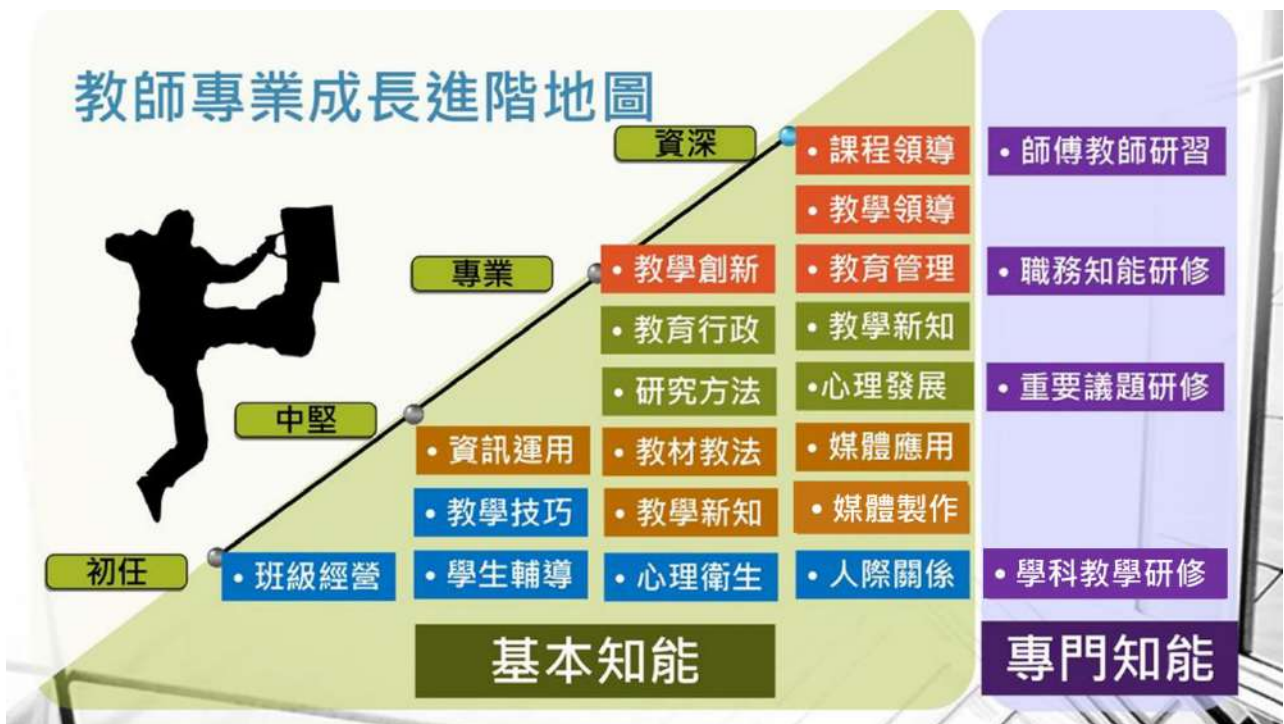 教師專業成長進階地圖
資深
• 課程領導
• 師傅教師研習
• 教學領導
專業
• 教學創新
• 教育管理
• 職務知能研修
• 教育行政
• 教學新知
• 研究方法
•心理發展
• 重要議題研修
中堅
• 資訊運用
• 教材教法
• 媒體應用
• 教學技巧
• 教學新知
• 媒體製作
初任
• 班級經營
• 學生輔導
• 心理衛生
• 人際關係
• 學科教學研修
基本知能
專門知能